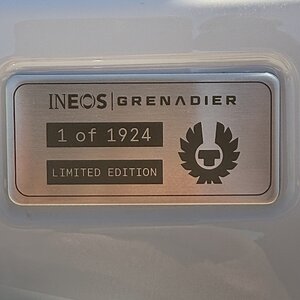 INEOS | GRENADIER
1 of 1924
LIMITED EDITION